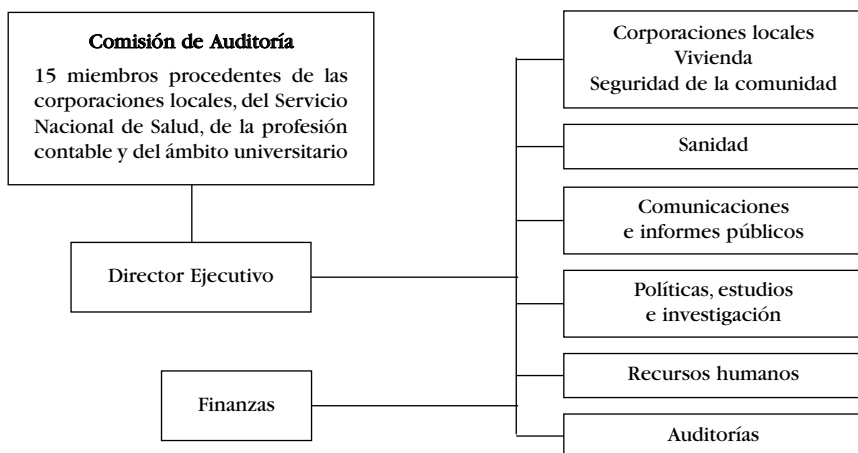 Comisión de Auditoría
15 miembros procedentes de las
corporaciones locales, del Servicio
Nacional de Salud, de la profesión
contable y del ámbito universitario
Director Ejecutivo
Finanzas
Corporaciones locales
Vivienda
Seguridad de la comunidad
Sanidad
Comunicaciones
e informes públicos
Políticas, estudios
e investigación
Recursos humanos
Auditorías